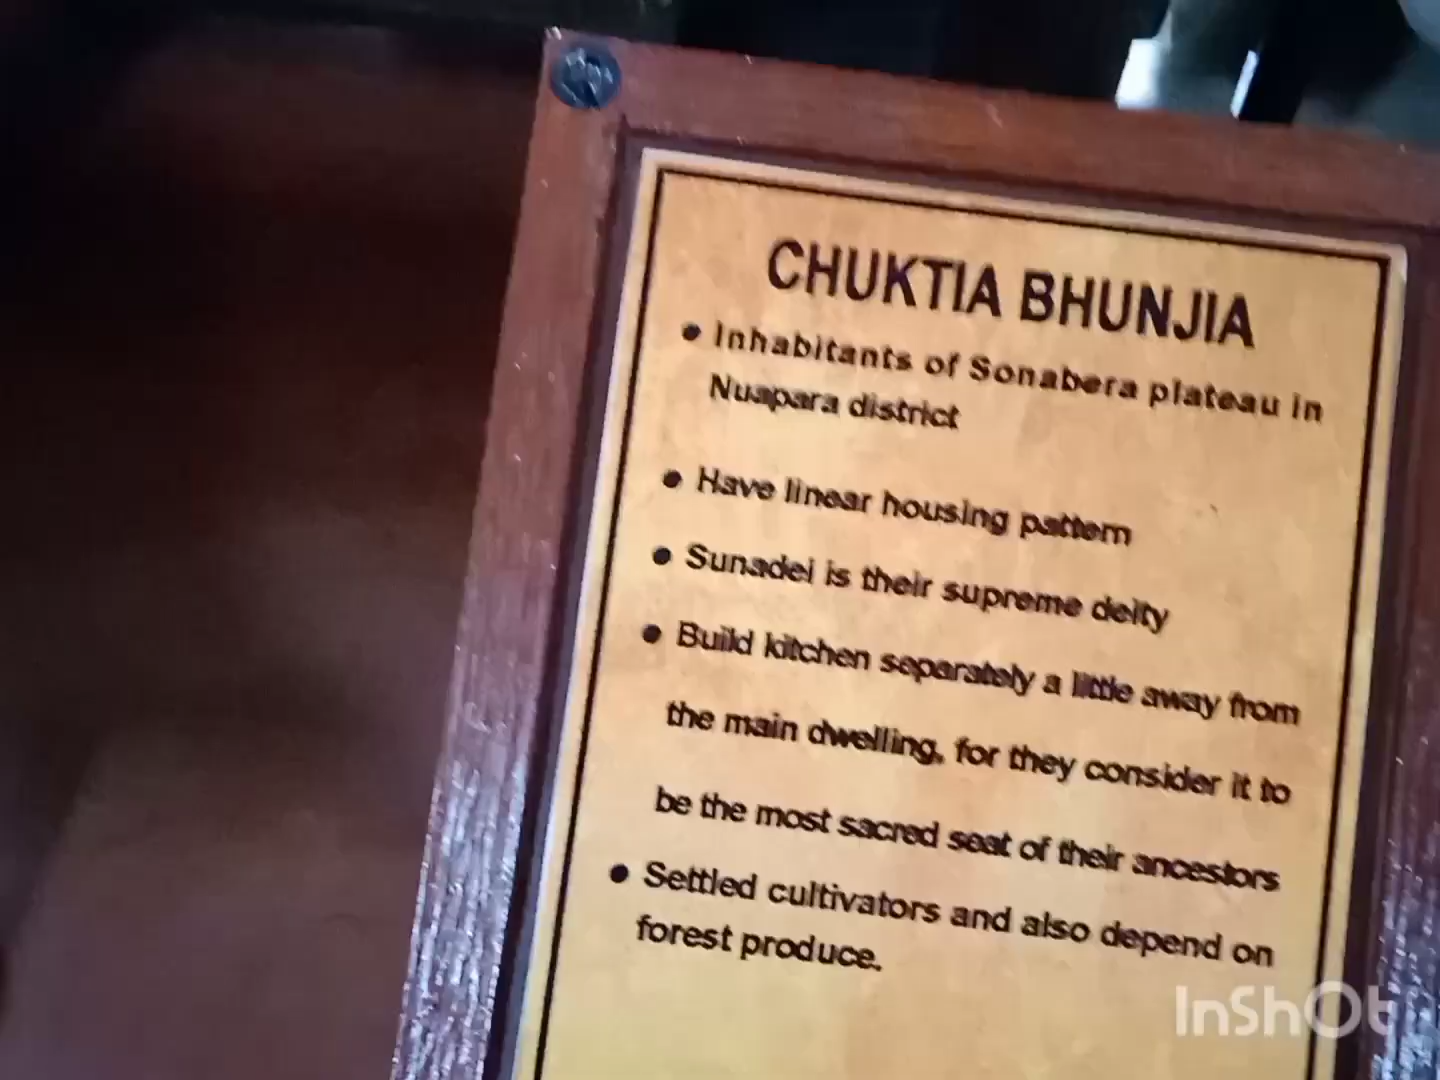 CHUKTIA BHUNJIA
• Inhabitants of Sonabera plateau in
Nuapara district
• Have linear housing pattern
• Sunadei is their supreme deity
• Build kitchen separately a little away from
the main dwelling, for they consider it to
be the most sacred seat of their ancestors
• Settled cultivators and also depend on
forest produce.
InShOt